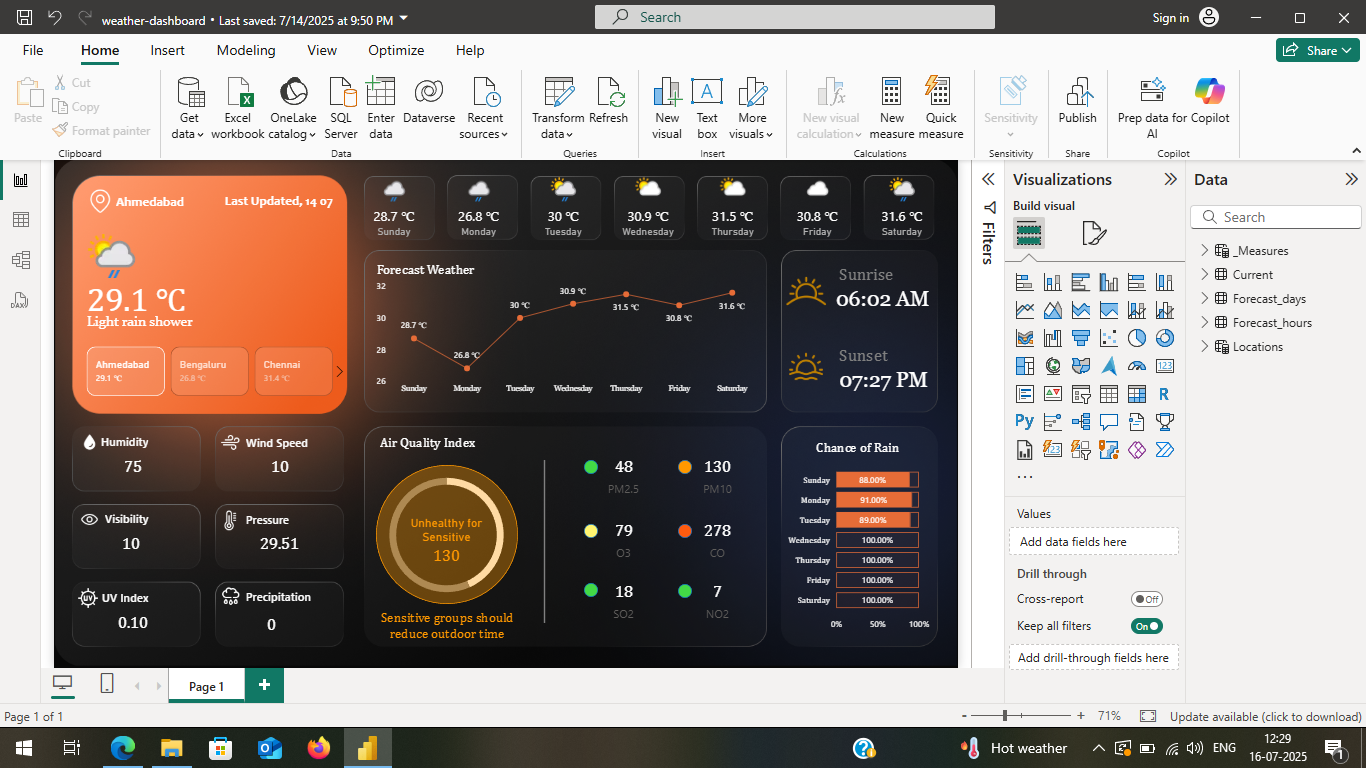 weather-dashboard • Last saved: 7/14/2025 at 9:50 PM
Search
Sign in
File Home Insert Modeling View Optimize Help
Share
Paste
Cut
Copy
Format painter
Clipboard
Get data
Excel workbook
OneLake catalog
SQL Server
Enter data
Dataverse
Recent sources
Data
Transform data
Refresh
Queries
New visual
Text box
More visuals
Insert
New visual calculation
New measure
Quick measure
Calculations
Sensitivity
Sensitivity
Publish
Share
Prep data for AI
Copilot
Copilot
Ahmedabad
Last Updated, 14 07
29.1 °C
Light rain shower
Ahmedabad
29.1 °C
Bengaluru
26.8 °C
Chennai
31.4 °C
28.7 °C
Sunday
26.8 °C
Monday
30 °C
Tuesday
30.9 °C
Wednesday
31.5 °C
Thursday
30.8 °C
Friday
31.6 °C
Saturday
Forecast Weather
32
30
28
26
28.7 °C
26.8 °C
30 °C
30.9 °C
31.5 °C
30.8 °C
31.6 °C
Sunday Monday Tuesday Wednesday Thursday Friday Saturday
Sunrise
06:02 AM
Sunset
07:27 PM
Humidity
75
Wind Speed
10
Visibility
10
Pressure
29.51
UV
UV Index
0.10
Precipitation
0
Air Quality Index
Unhealthy for
Sensitive
130
Sensitive groups should
reduce outdoor time
48
PM2.5
130
PM10
79
O3
278
CO
18
SO2
7
NO2
Chance of Rain
Sunday 88.00%
Monday 91.00%
Tuesday 89.00%
Wednesday 100.00%
Thursday 100.00%
Friday 100.00%
Saturday 100.00%
0% 50% 100%
Filters
Visualizations
Build visual
123
R
Py
123
...
Values
Add data fields here
Drill through
Cross-report
Off
Keep all filters
On
Add drill-through fields here
Data
Search
_Measures
Current
Forecast_days
Forecast_hours
Locations
DAX
Page 1
+
Page 1 of 1
- + 71%
Update available (click to download)
Hot weather
ENG
12:29
16-07-2025
1